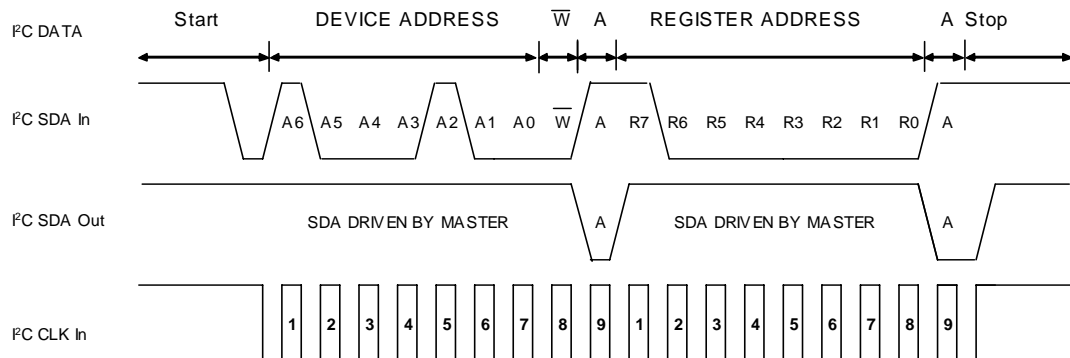 I²C DATA Start DEVICE ADDRESS W̅ A REGISTER ADDRESS A Stop
I²C SDA In A6 A5 A4 A3 A2 A1 A0 W̅ A R7 R6 R5 R4 R3 R2 R1 R0 A
I²C SDA Out SDA DRIVEN BY MASTER A SDA DRIVEN BY MASTER A
I²C CLK In 1 2 3 4 5 6 7 8 9 1 2 3 4 5 6 7 8 9